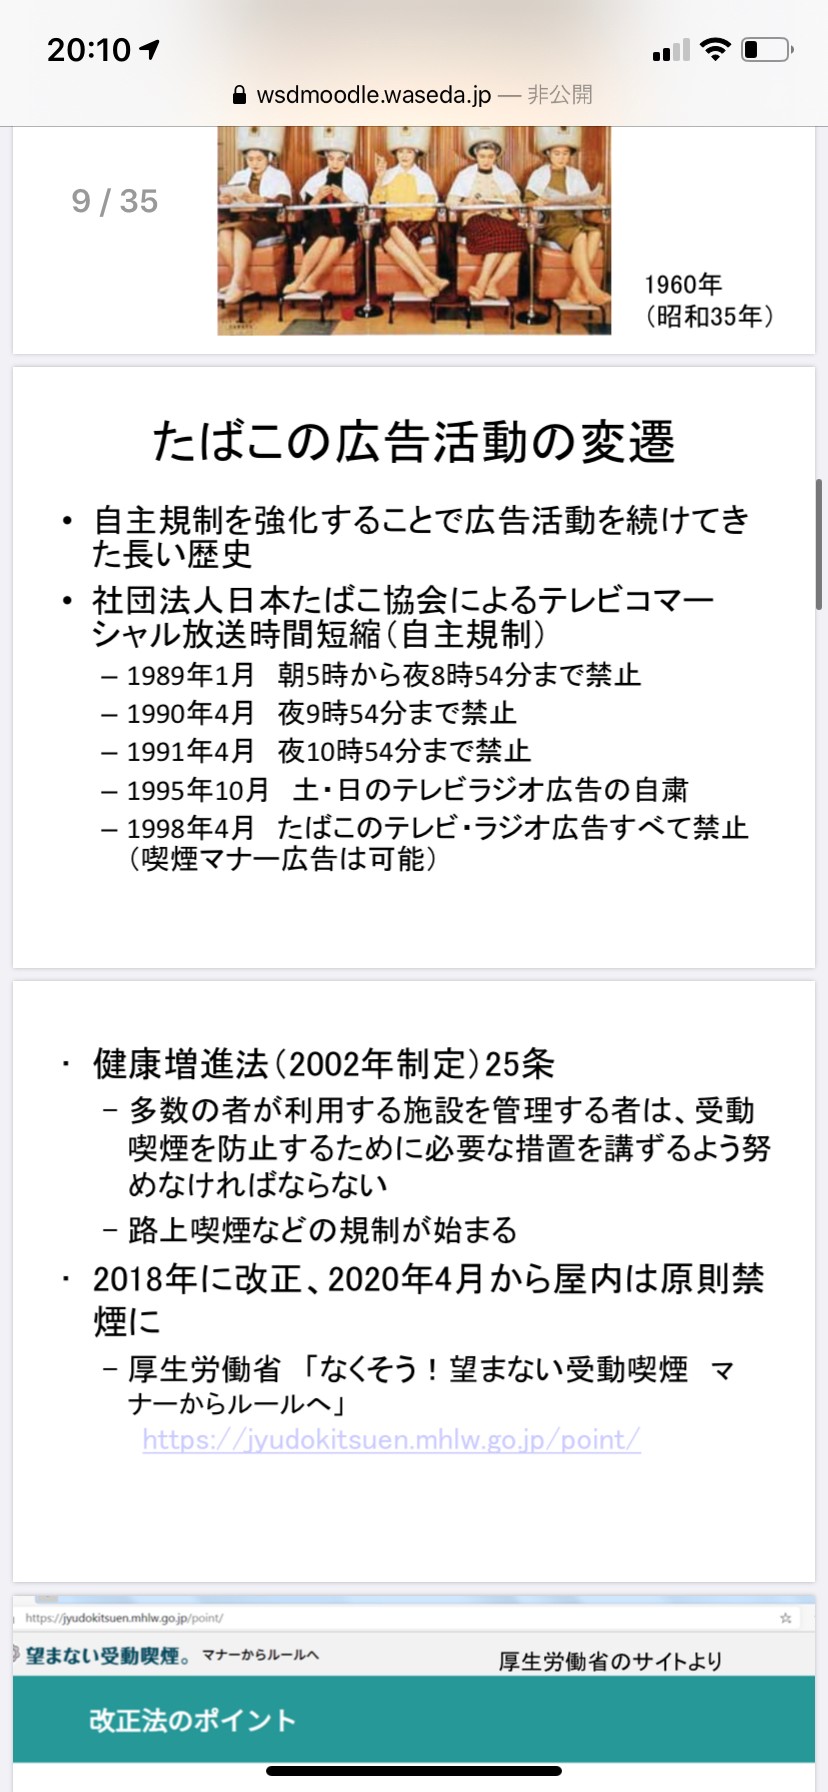 20:10
wsdmoodle.waseda.jp — 非公開
9 / 35
1960年
（昭和35年）
たばこの広告活動の変遷
• 自主規制を強化することで広告活動を続けてき
た長い歴史
• 社団法人日本たばこ協会によるテレビコマー
シャル放送時間短縮（自主規制）
– 1989年1月　朝5時から夜8時54分まで禁止
– 1990年4月　夜9時54分まで禁止
– 1991年4月　夜10時54分まで禁止
– 1995年10月　土・日のテレビラジオ広告の自粛
– 1998年4月　たばこのテレビ・ラジオ広告すべて禁止
（喫煙マナー広告は可能）
・ 健康増進法（2002年制定）25条
– 多数の者が利用する施設を管理する者は、受動
喫煙を防止するために必要な措置を講ずるよう努
めなければならない
– 路上喫煙などの規制が始まる
・ 2018年に改正、2020年4月から屋内は原則禁
煙に
– 厚生労働省　「なくそう！望まない受動喫煙　マ
ナーからルールへ」
https://jyudokitsuen.mhlw.go.jp/point/
https://jyudokitsuen.mhlw.go.jp/point/
望まない受動喫煙。 マナーからルールへ
厚生労働省のサイトより
改正法のポイント